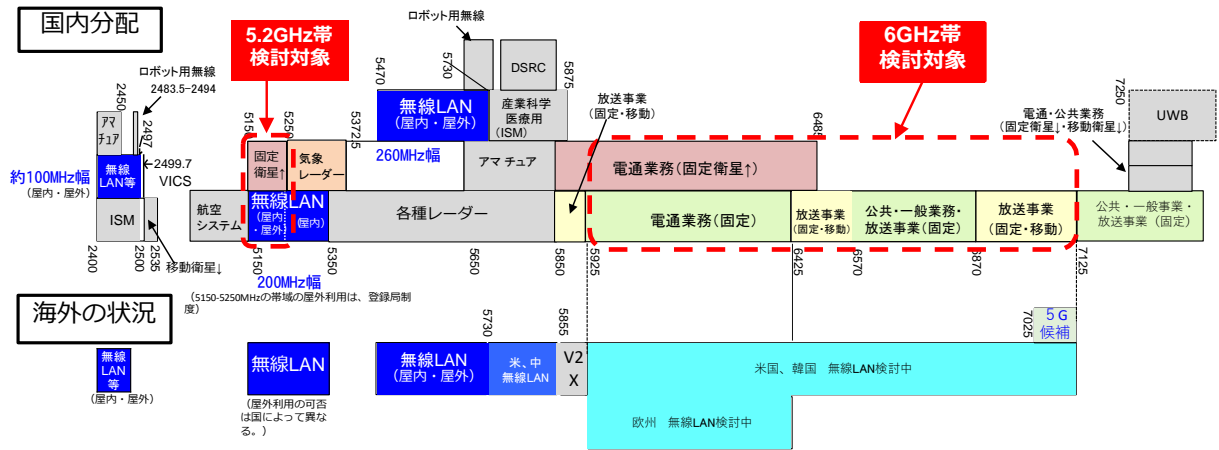 国内分配
5.2GHz帯
検討対象
6GHz帯
検討対象
ロボット用無線
2483.5-2494
2450
2497
2499.7
VICS
アマ
チュア
無線
LAN等
約100MHz幅
(屋内・屋外)
ISM
2400
2500
2535
移動衛星↓
航空
システム
5150
5250
53725
固定
衛星↑
気象
レーダー
無線LAN
(屋内
・屋外)
(屋内)
5150
5350
200MHz幅
(5150-5250MHzの帯域の屋外利用は、登録局制
度)
5470
5730
ロボット用無線
DSRC
5875
無線LAN
(屋内・屋外)
産業科学
医療用
(ISM)
260MHz幅
アマ チュア
各種レーダー
5650
5850
放送事業
(固定・移動)
電通業務(固定衛星↑)
6485
電通業務(固定)
放送事業
(固定・移動)
公共・一般業務・
放送事業(固定)
放送事業
(固定・移動)
5925
6425
6570
6870
7125
電通・公共業務
(固定衛星↓・移動衛星↓)
7250
UWB
公共・一般事業・
放送事業(固定)
海外の状況
無線
LAN
等
(屋内・屋外)
無線LAN
(屋外利用の可否
は国によって異な
る。)
無線LAN
(屋内・屋外)
5730
米、中
無線LAN
5855
V2
X
米国、韓国 無線LAN検討中
欧州 無線LAN検討中
7025
5G
候補